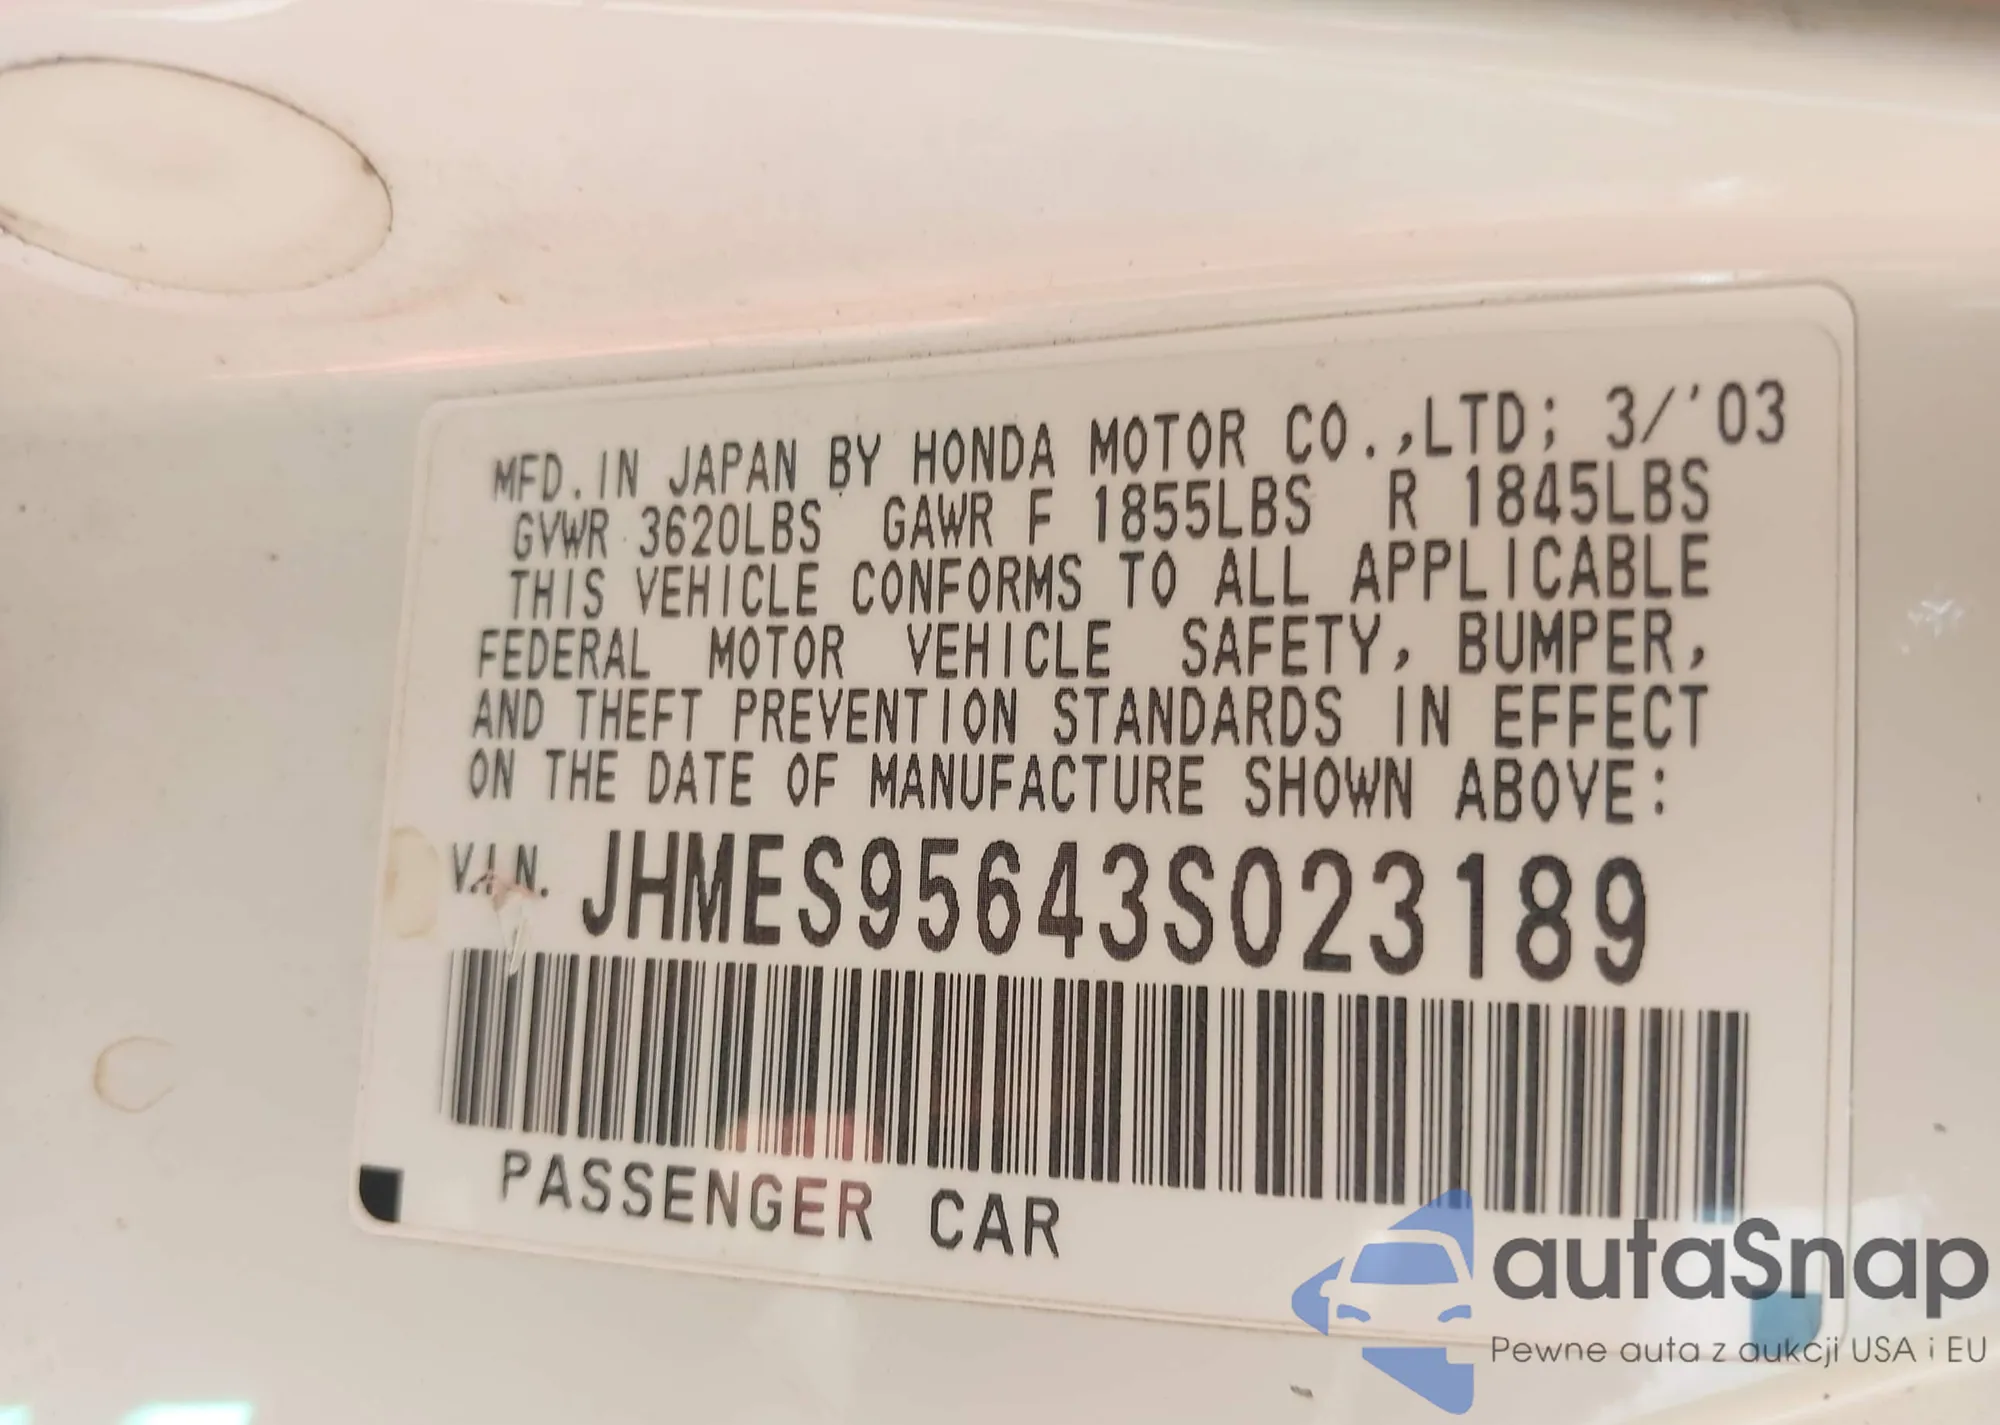 MFD. IN JAPAN BY HONDA MOTOR CO.,LTD; 3/'03
GVWR 3620LBS GAWR F 1855LBS R 1845LBS
THIS VEHICLE CONFORMS TO ALL APPLICABLE
FEDERAL MOTOR VEHICLE SAFETY, BUMPER,
AND THEFT PREVENTION STANDARDS IN EFFECT
ON THE DATE OF MANUFACTURE SHOWN ABOVE:
V.I.N. JHMES95643S023189
PASSENGER CAR
autaSnap
Pewne auta z aukcji USA i EU